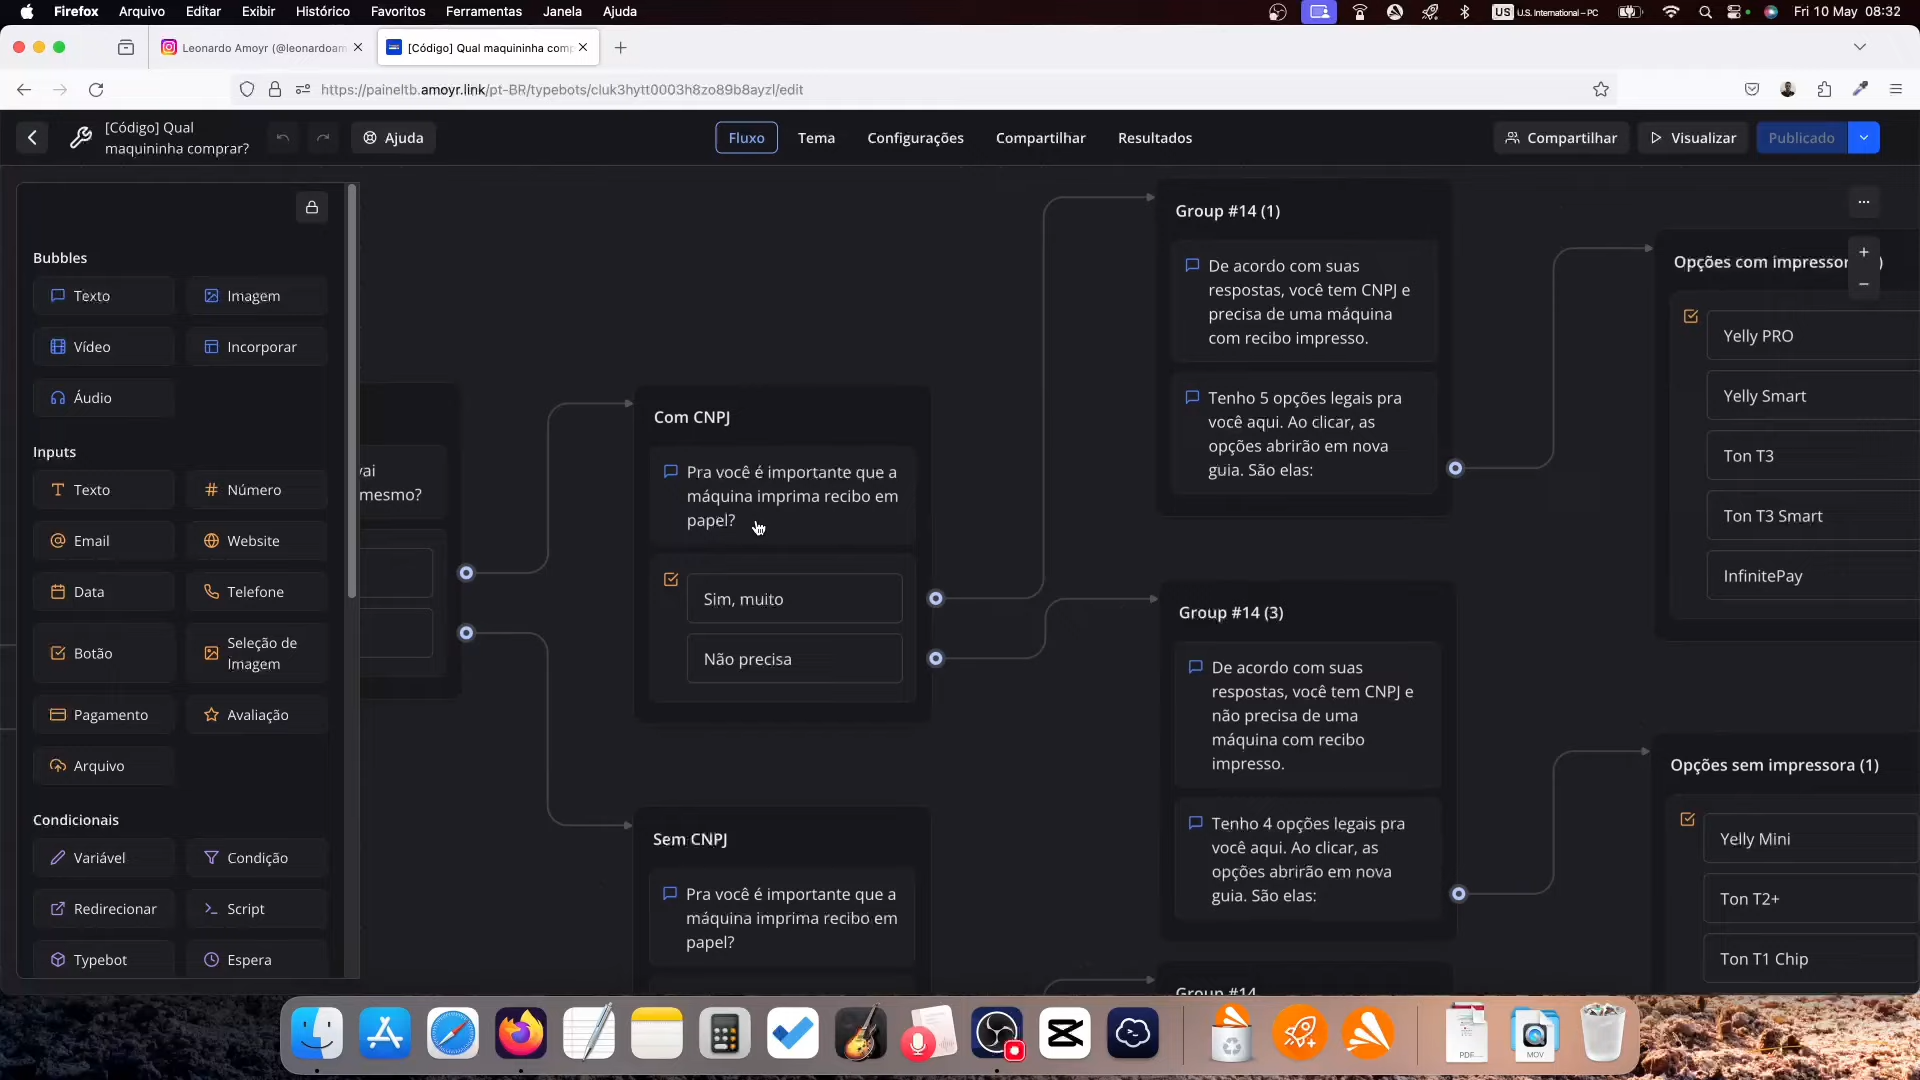 Firefox Arquivo Editar Exibir Histórico Favoritos Ferramentas Janela Ajuda
US U.S. International – PC
Fri 10 May 08:32
Leonardo Amoyr (@leonardoam
[Código] Qual maquininha comp
https://paineltb.amoyr.link/pt-BR/typebots/cluk3hytt0003h8zo89b8ayzl/edit
[Código] Qual
maquininha comprar?
Ajuda
Fluxo
Tema
Configurações
Compartilhar
Resultados
Compartilhar
Visualizar
Publicado
Bubbles
Texto
Imagem
Vídeo
Incorporar
Áudio
Inputs
Texto
Número
Email
Website
Data
Telefone
Botão
Seleção de
Imagem
Pagamento
Avaliação
Arquivo
Condicionais
Variável
Condição
Redirecionar
Script
Typebot
Espera
vai
mesmo?
Com CNPJ
Pra você é importante que a
máquina imprima recibo em
papel?
Sim, muito
Não precisa
Sem CNPJ
Pra você é importante que a
máquina imprima recibo em
papel?
Group #14 (1)
De acordo com suas
respostas, você tem CNPJ e
precisa de uma máquina
com recibo impresso.
Tenho 5 opções legais pra
você aqui. Ao clicar, as
opções abrirão em nova
guia. São elas:
Group #14 (3)
De acordo com suas
respostas, você tem CNPJ e
não precisa de uma
máquina com recibo
impresso.
Tenho 4 opções legais pra
você aqui. Ao clicar, as
opções abrirão em nova
guia. São elas:
Group #14
Opções com impressor
Yelly PRO
Yelly Smart
Ton T3
Ton T3 Smart
InfinitePay
Opções sem impressora (1)
Yelly Mini
Ton T2+
Ton T1 Chip
PDF
MOV